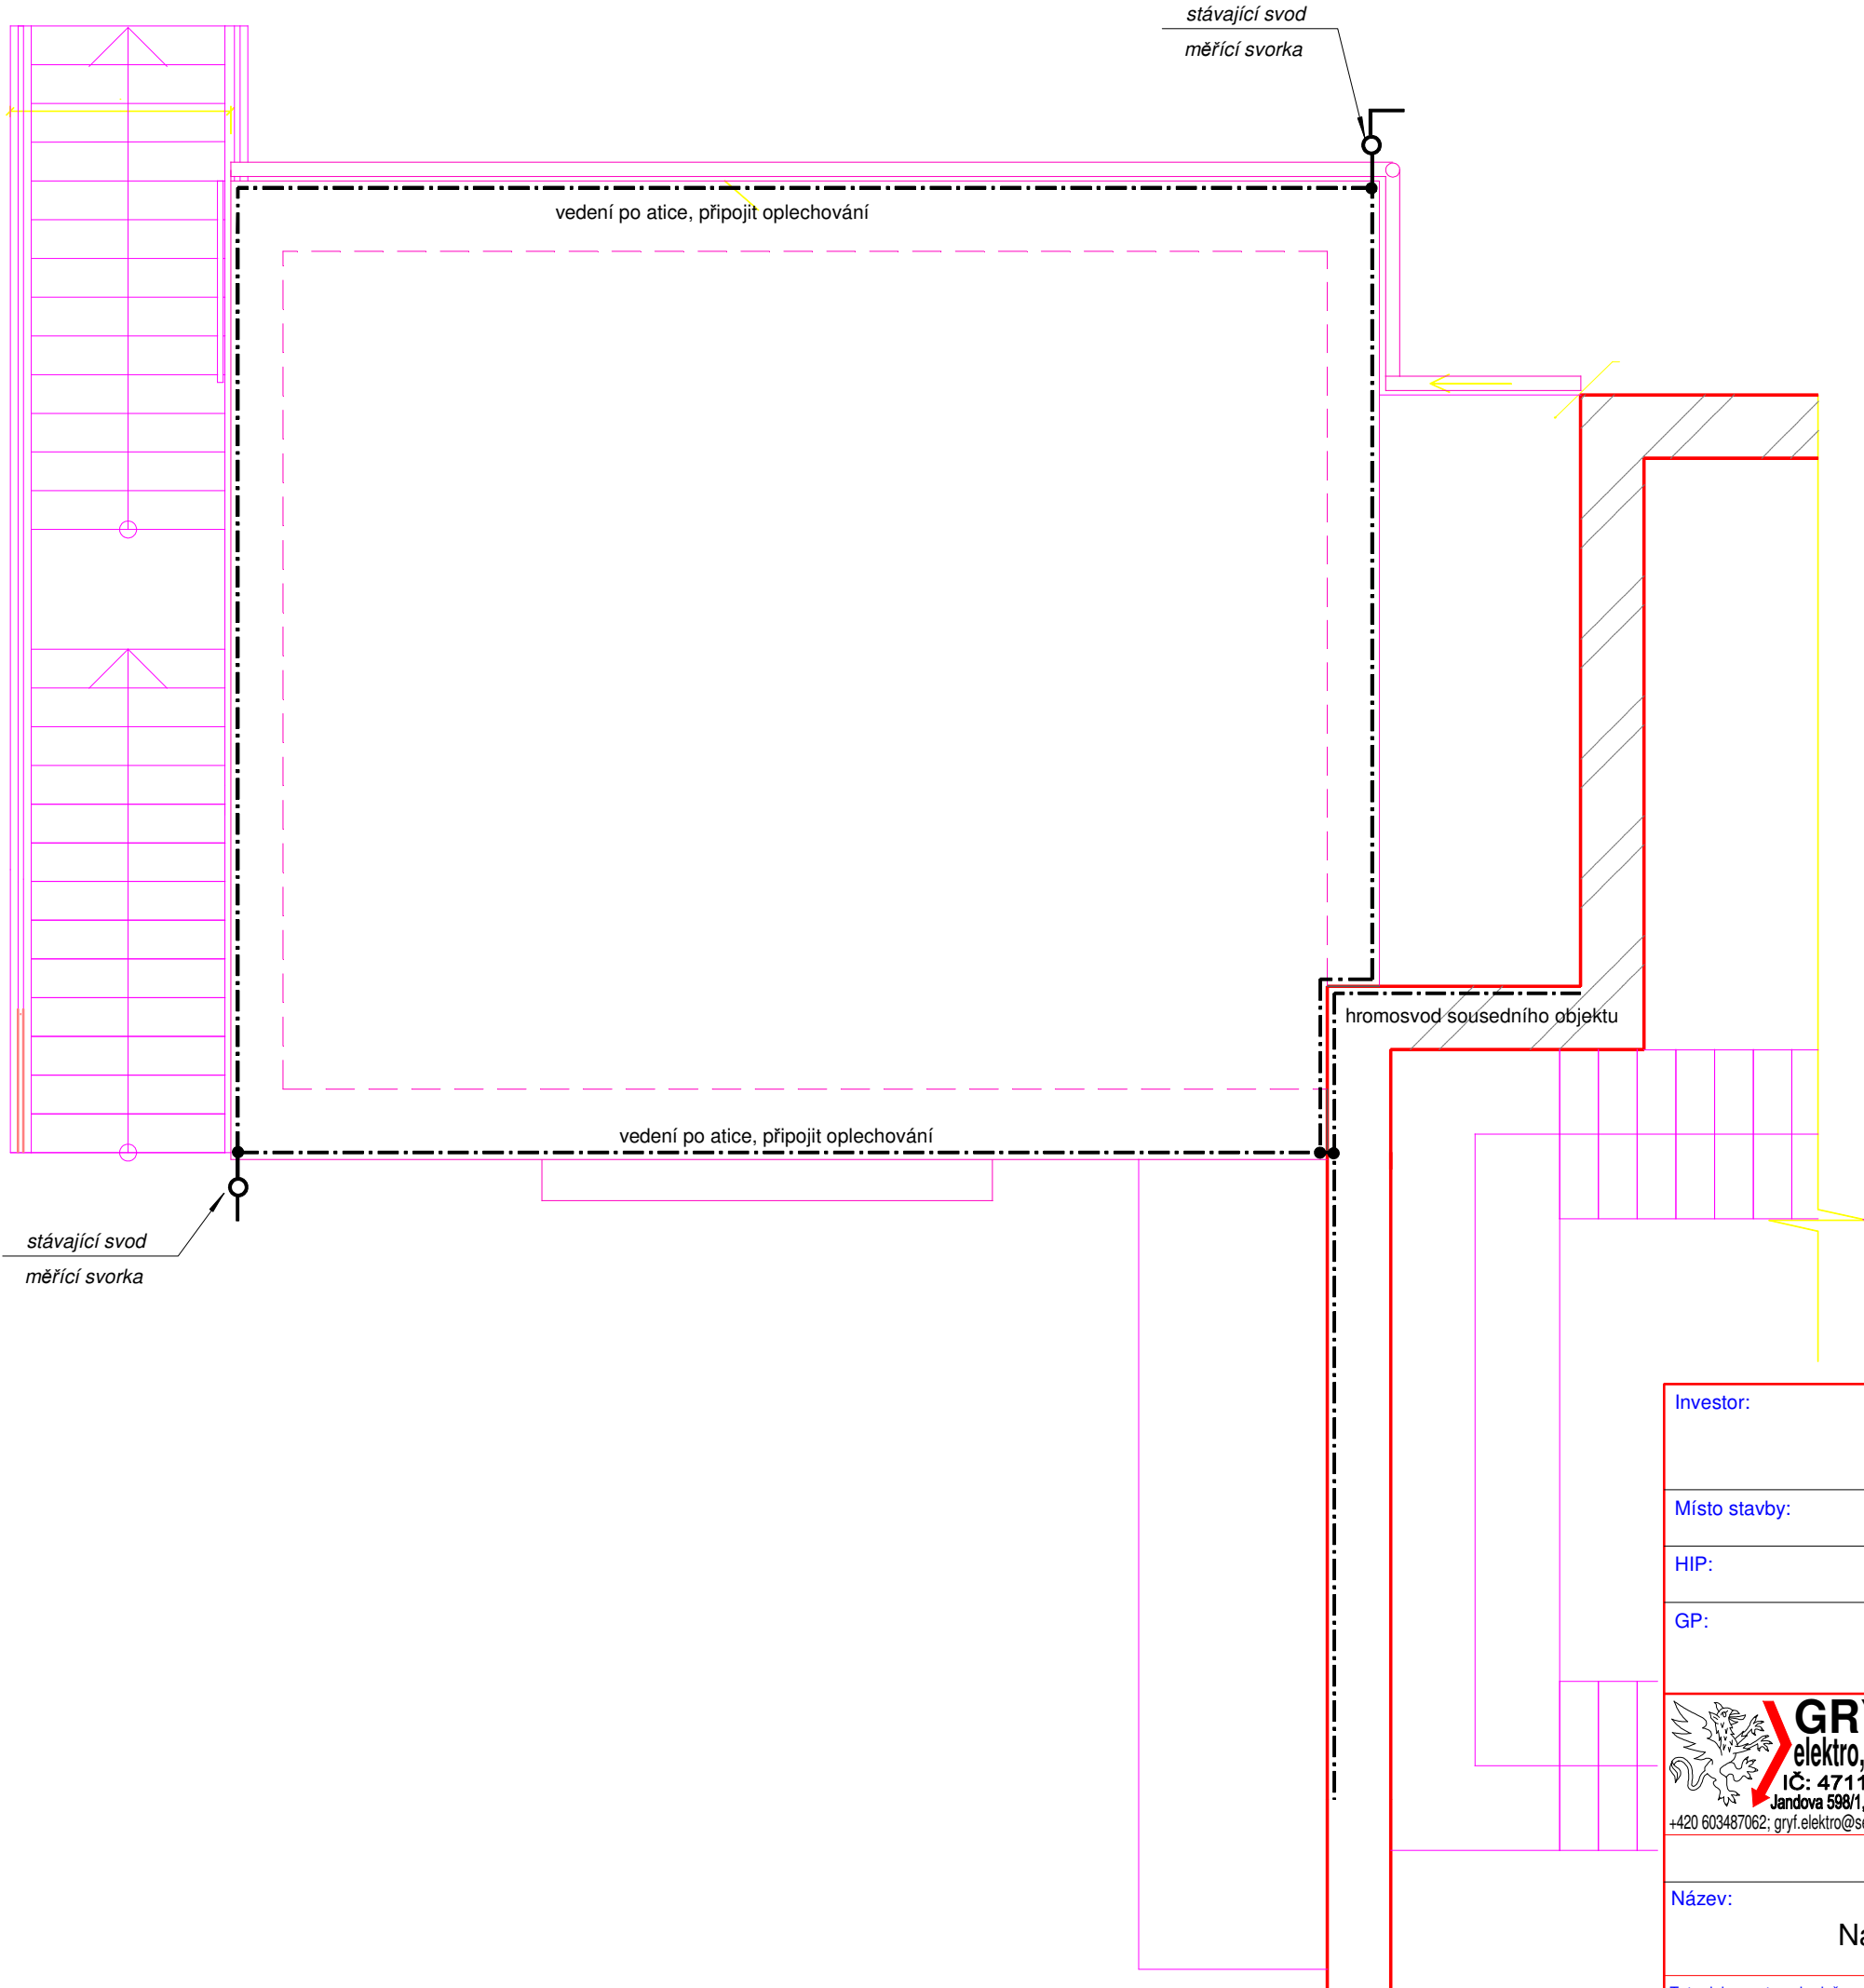 stávající svod
měřící svorka
vedení po atice, připojit oplechování
hromosvod sousedního objektu
vedení po atice, připojit oplechování
stávající svod
měřící svorka
Investor:
Místo stavby:
HIP:
GP:
GR
elektro,
IČ: 4711
Jandova 598/1,
+420 603487062; gryf.elektro@se
Název:
Na